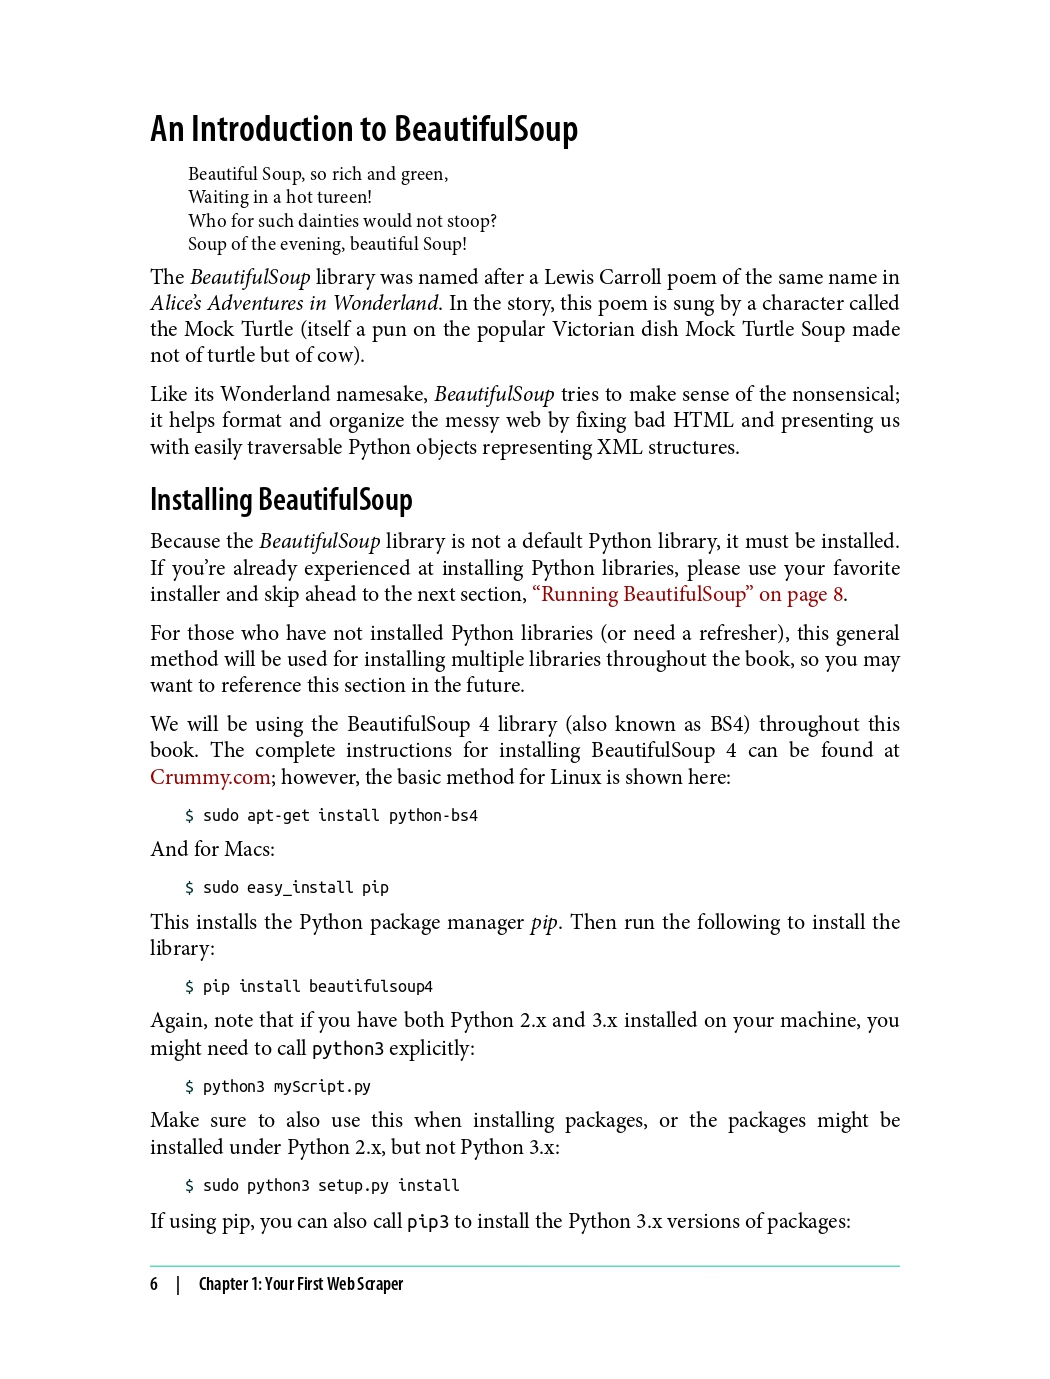 An Introduction to BeautifulSoup
Beautiful Soup, so rich and green,
Waiting in a hot tureen!
Who for such dainties would not stoop?
Soup of the evening, beautiful Soup!
The BeautifulSoup library was named after a Lewis Carroll poem of the same name in
Alice’s Adventures in Wonderland. In the story, this poem is sung by a character called
the Mock Turtle (itself a pun on the popular Victorian dish Mock Turtle Soup made
not of turtle but of cow).
Like its Wonderland namesake, BeautifulSoup tries to make sense of the nonsensical;
it helps format and organize the messy web by fixing bad HTML and presenting us
with easily traversable Python objects representing XML structures.
Installing BeautifulSoup
Because the BeautifulSoup library is not a default Python library, it must be installed.
If you’re already experienced at installing Python libraries, please use your favorite
installer and skip ahead to the next section, “Running BeautifulSoup” on page 8.
For those who have not installed Python libraries (or need a refresher), this general
method will be used for installing multiple libraries throughout the book, so you may
want to reference this section in the future.
We will be using the BeautifulSoup 4 library (also known as BS4) throughout this
book. The complete instructions for installing BeautifulSoup 4 can be found at
Crummy.com; however, the basic method for Linux is shown here:
$ sudo apt-get install python-bs4
And for Macs:
$ sudo easy_install pip
This installs the Python package manager pip. Then run the following to install the
library:
$ pip install beautifulsoup4
Again, note that if you have both Python 2.x and 3.x installed on your machine, you
might need to call python3 explicitly:
$ python3 myScript.py
Make sure to also use this when installing packages, or the packages might be
installed under Python 2.x, but not Python 3.x:
$ sudo python3 setup.py install
If using pip, you can also call pip3 to install the Python 3.x versions of packages:
6 | Chapter 1: Your First Web Scraper